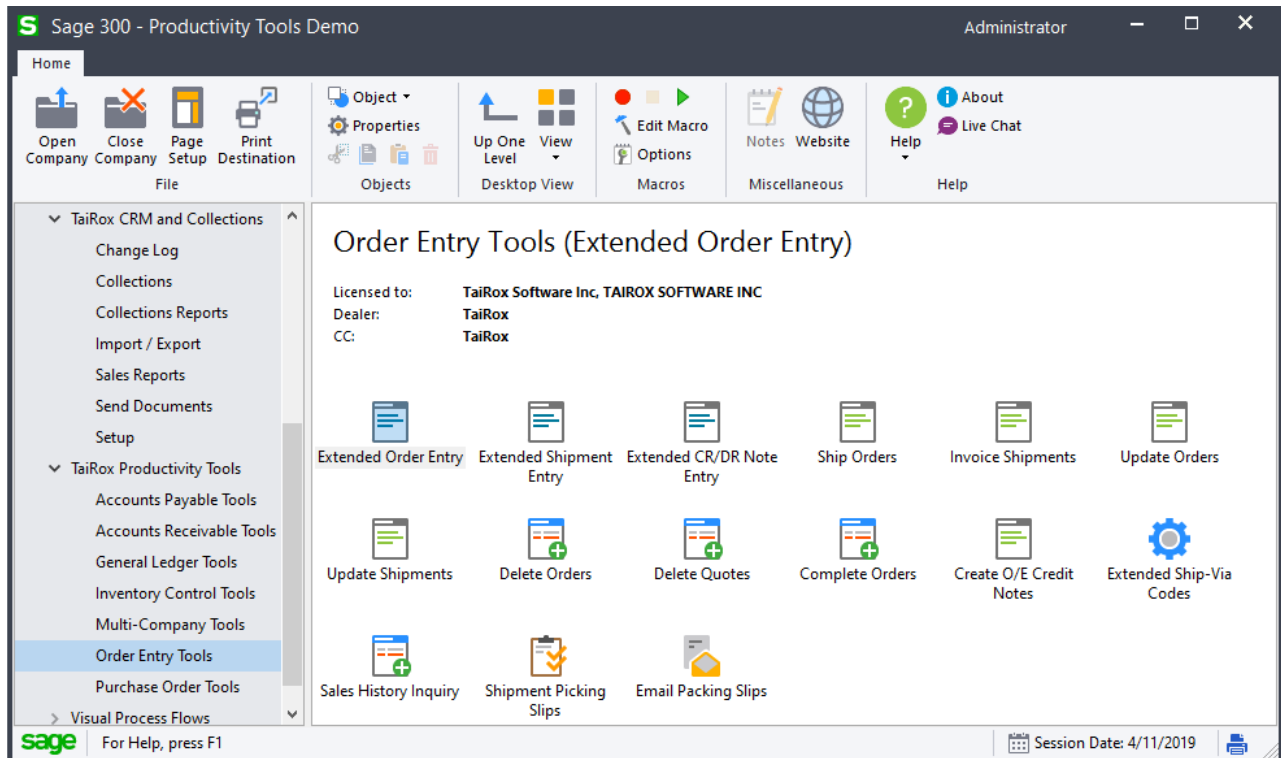 S Sage 300 - Productivity Tools Demo
Administrator
Home
Open Company
Close Company
Page Setup
Print Destination
File
Object
Properties
Objects
Up One Level
View
Desktop View
Edit Macro
Options
Macros
Notes
Website
Miscellaneous
Help
About
Live Chat
Help
TaiRox CRM and Collections
Change Log
Collections
Collections Reports
Import / Export
Sales Reports
Send Documents
Setup
TaiRox Productivity Tools
Accounts Payable Tools
Accounts Receivable Tools
General Ledger Tools
Inventory Control Tools
Multi-Company Tools
Order Entry Tools
Purchase Order Tools
Visual Process Flows
Order Entry Tools (Extended Order Entry)
Licensed to: TaiRox Software Inc, TAIROX SOFTWARE INC
Dealer: TaiRox
CC: TaiRox
Extended Order Entry
Extended Shipment
Entry
Extended CR/DR Note
Entry
Ship Orders
Invoice Shipments
Update Orders
Update Shipments
Delete Orders
Delete Quotes
Complete Orders
Create O/E Credit
Notes
Extended Ship-Via
Codes
Sales History Inquiry
Shipment Picking
Slips
Email Packing Slips
sage
For Help, press F1
Session Date: 4/11/2019